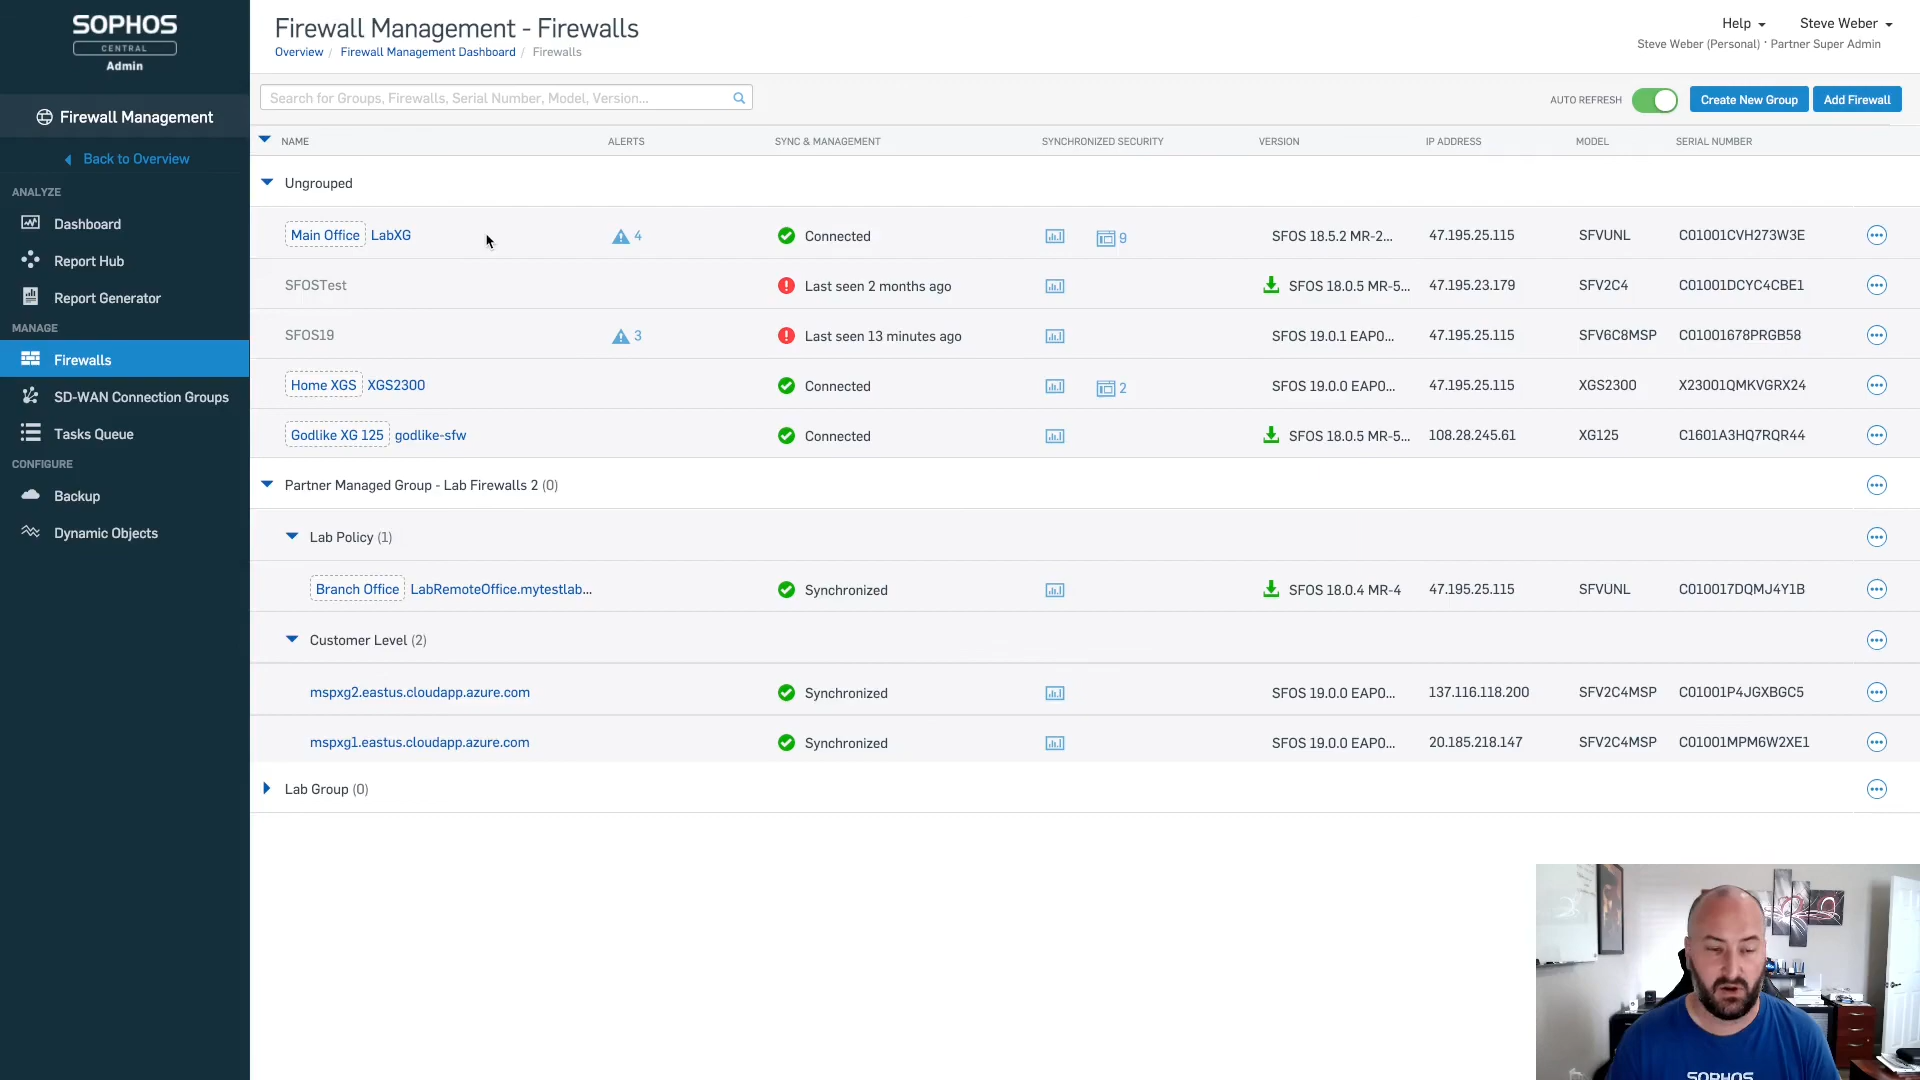 SOPHOS
CENTRAL
Admin
Firewall Management
Back to Overview
ANALYZE
Dashboard
Report Hub
Report Generator
MANAGE
Firewalls
SD-WAN Connection Groups
Tasks Queue
CONFIGURE
Backup
Dynamic Objects
Firewall Management - Firewalls
Overview / Firewall Management Dashboard / Firewalls
Help
Steve Weber
Steve Weber (Personal) · Partner Super Admin
Search for Groups, Firewalls, Serial Number, Model, Version...
AUTO REFRESH
Create New Group
Add Firewall
NAME ALERTS SYNC & MANAGEMENT SYNCHRONIZED SECURITY VERSION IP ADDRESS MODEL SERIAL NUMBER
Ungrouped
Main Office LabXG 4 Connected 9 SFOS 18.5.2 MR-2... 47.195.25.115 SFVUNL C01001CVH273W3E
SFOSTest Last seen 2 months ago SFOS 18.0.5 MR-5... 47.195.23.179 SFV2C4 C01001DCYC4CBE1
SFOS19 3 Last seen 13 minutes ago SFOS 19.0.1 EAP0... 47.195.25.115 SFV6C8MSP C01001678PRGB58
Home XGS XGS2300 Connected 2 SFOS 19.0.0 EAP0... 47.195.25.115 XGS2300 X23001QMKVGRX24
Godlike XG 125 godlike-sfw Connected SFOS 18.0.5 MR-5... 108.28.245.61 XG125 C1601A3HQ7RQR44
Partner Managed Group - Lab Firewalls 2 (0)
Lab Policy (1)
Branch Office LabRemoteOffice.mytestlab... Synchronized SFOS 18.0.4 MR-4 47.195.25.115 SFVUNL C010017DQMJ4Y1B
Customer Level (2)
mspxg2.eastus.cloudapp.azure.com Synchronized SFOS 19.0.0 EAP0... 137.116.118.200 SFV2C4MSP C01001P4JGXBGC5
mspxg1.eastus.cloudapp.azure.com Synchronized SFOS 19.0.0 EAP0... 20.185.218.147 SFV2C4MSP C01001MPM6W2XE1
Lab Group (0)
SOPHOS